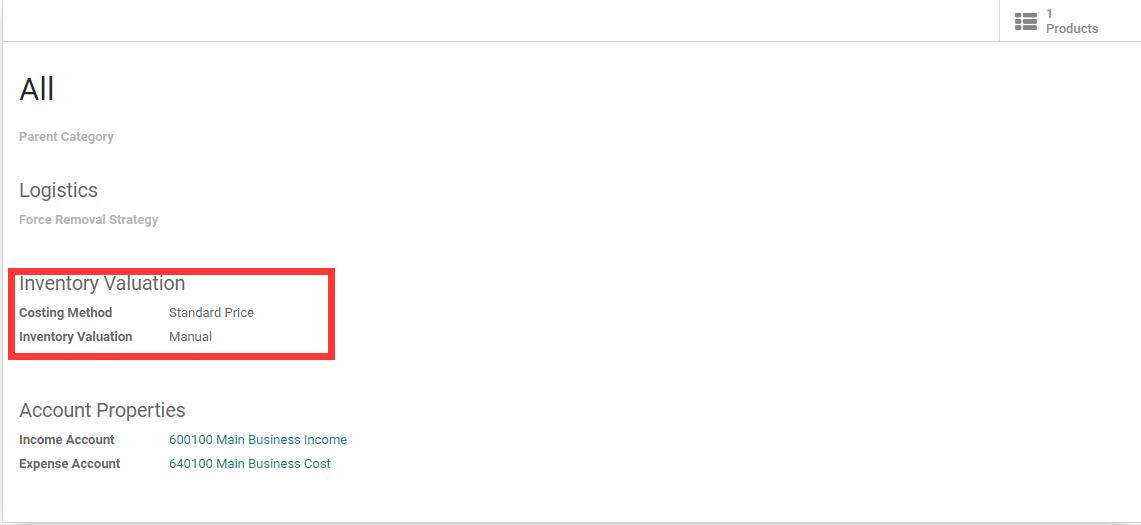 1
Products
All
Parent Category
Logistics
Force Removal Strategy
Inventory Valuation
Costing Method Standard Price
Inventory Valuation Manual
Account Properties
Income Account 600100 Main Business Income
Expense Account 640100 Main Business Cost